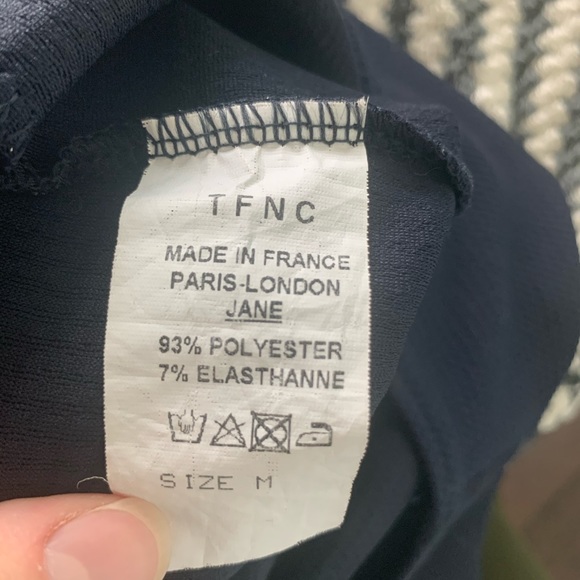 TFNC
MADE IN FRANCE
PARIS-LONDON
JANE
93% POLYESTER
7% ELASTHANNE
SIZE M